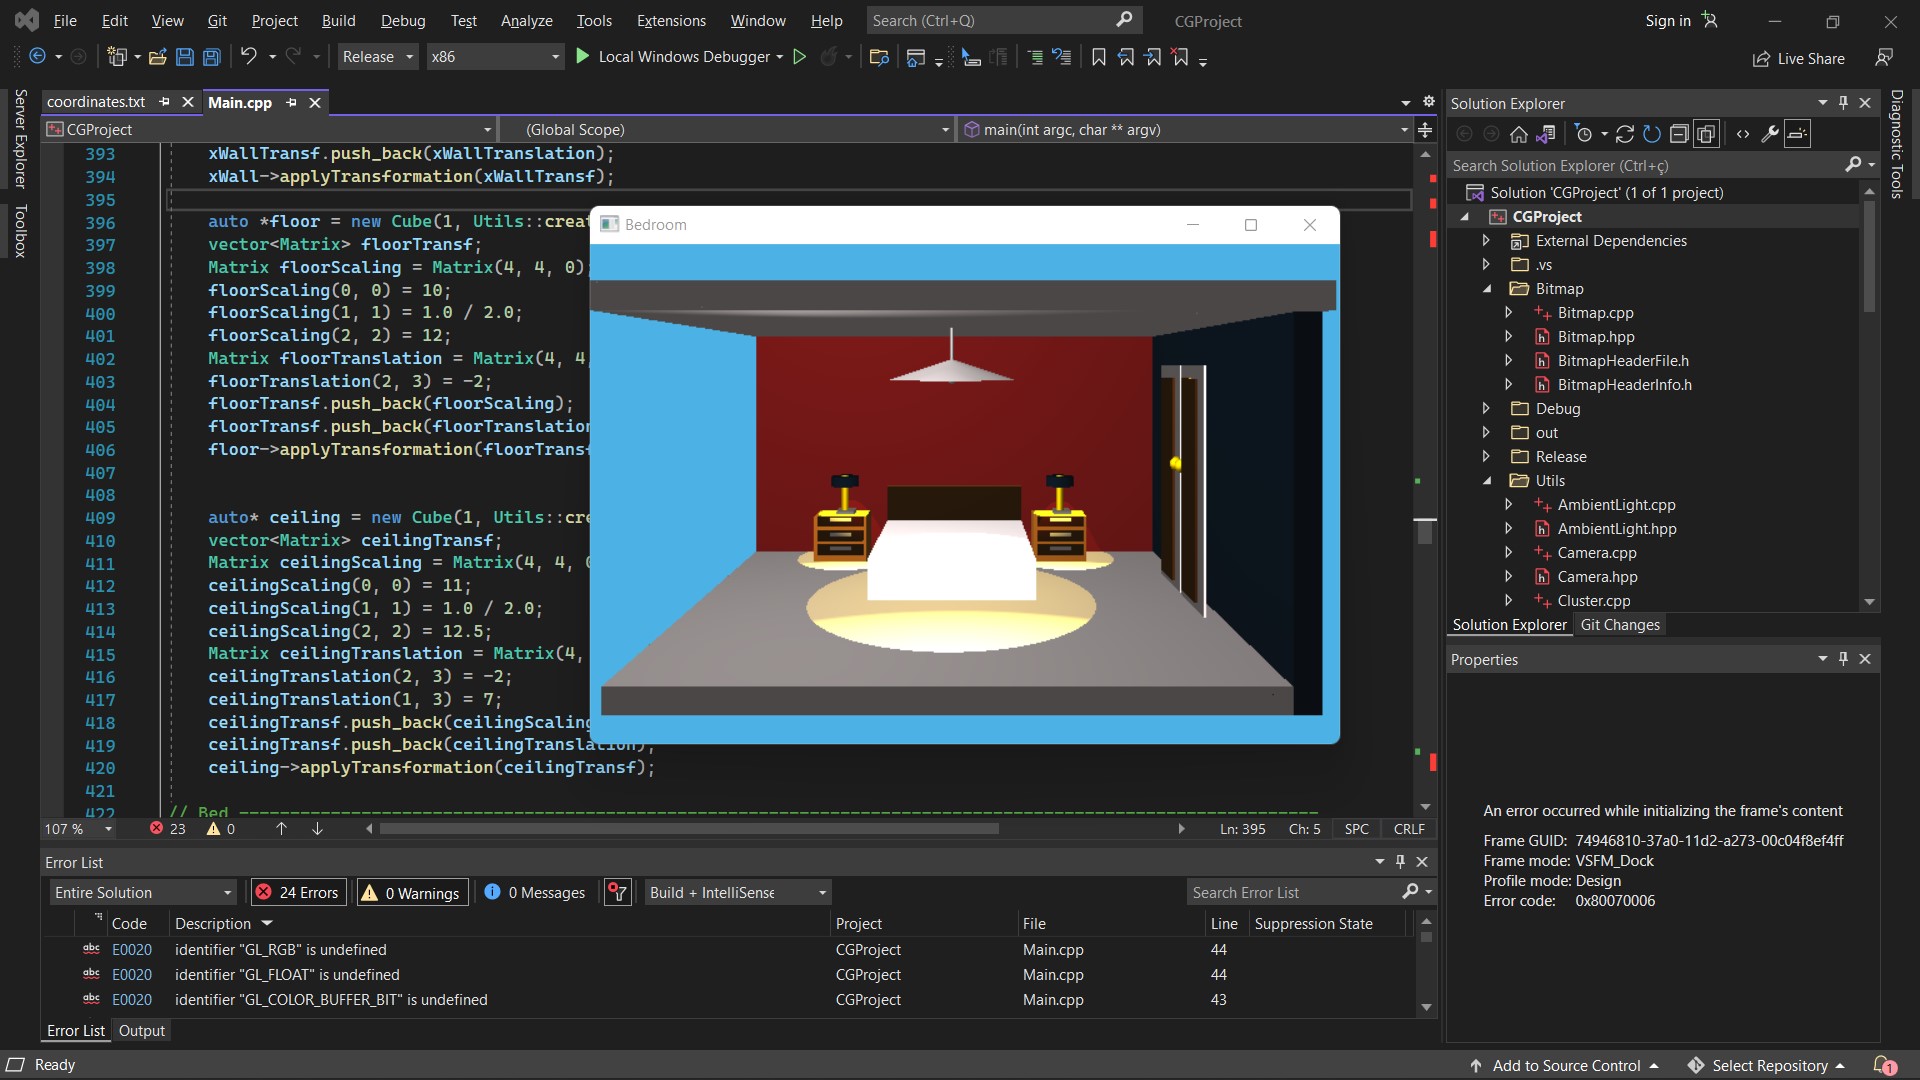 File Edit View Git Project Build Debug Test Analyze Tools Extensions Window Help Search (Ctrl+Q) CGProject Sign in
Release x86 Local Windows Debugger Live Share
Server Explorer
Toolbox
coordinates.txt Main.cpp
CGProject (Global Scope) main(int argc, char ** argv)
393 xWallTransf.push_back(xWallTranslation);
394 xWall->applyTransformation(xWallTransf);
395
396 auto *floor = new Cube(1, Utils::crea
397 vector<Matrix> floorTransf;
398 Matrix floorScaling = Matrix(4, 4, 0);
399 floorScaling(0, 0) = 10;
400 floorScaling(1, 1) = 1.0 / 2.0;
401 floorScaling(2, 2) = 12;
402 Matrix floorTranslation = Matrix(4, 4,
403 floorTranslation(2, 3) = -2;
404 floorTransf.push_back(floorScaling);
405 floorTransf.push_back(floorTranslation
406 floor->applyTransformation(floorTransf
407
408
409 auto* ceiling = new Cube(1, Utils::cre
410 vector<Matrix> ceilingTransf;
411 Matrix ceilingScaling = Matrix(4, 4, 0
412 ceilingScaling(0, 0) = 11;
413 ceilingScaling(1, 1) = 1.0 / 2.0;
414 ceilingScaling(2, 2) = 12.5;
415 Matrix ceilingTranslation = Matrix(4,
416 ceilingTranslation(2, 3) = -2;
417 ceilingTranslation(1, 3) = 7;
418 ceilingTransf.push_back(ceilingScaling
419 ceilingTransf.push_back(ceilingTranslation);
420 ceiling->applyTransformation(ceilingTransf);
421
422 // Bed
Bedroom
107 % 23 0 Ln: 395 Ch: 5 SPC CRLF
Error List
Entire Solution 24 Errors 0 Warnings 0 Messages Build + IntelliSense Search Error List
Code Description Project File Line Suppression State
abc E0020 identifier "GL_RGB" is undefined CGProject Main.cpp 44
abc E0020 identifier "GL_FLOAT" is undefined CGProject Main.cpp 44
abc E0020 identifier "GL_COLOR_BUFFER_BIT" is undefined CGProject Main.cpp 43
Error List Output
Solution Explorer
Search Solution Explorer (Ctrl+ç)
Solution 'CGProject' (1 of 1 project)
CGProject
External Dependencies
.vs
Bitmap
Bitmap.cpp
Bitmap.hpp
BitmapHeaderFile.h
BitmapHeaderInfo.h
Debug
out
Release
Utils
AmbientLight.cpp
AmbientLight.hpp
Camera.cpp
Camera.hpp
Cluster.cpp
Solution Explorer Git Changes
Properties
An error occurred while initializing the frame's content
Frame GUID: 74946810-37a0-11d2-a273-00c04f8ef4ff
Frame mode: VSFM_Dock
Profile mode: Design
Error code: 0x80070006
Diagnostic Tools
Ready Add to Source Control Select Repository 1